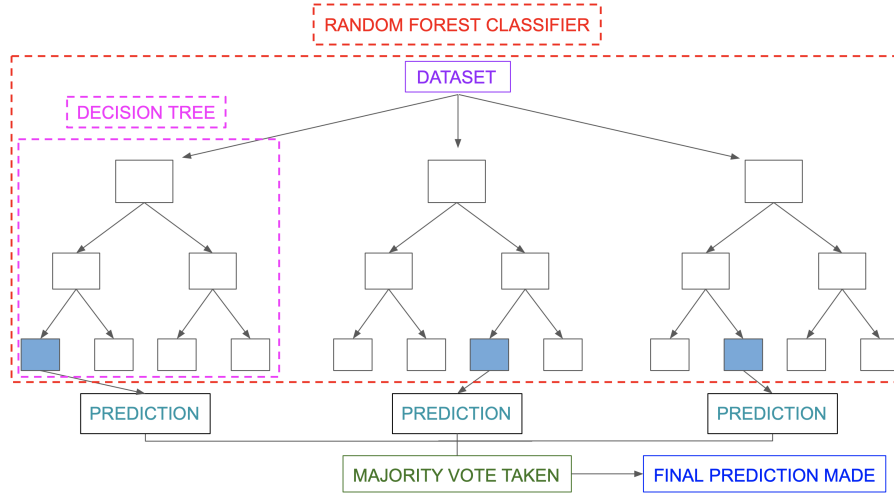 RANDOM FOREST CLASSIFIER
DATASET
DECISION TREE
PREDICTION
PREDICTION
PREDICTION
MAJORITY VOTE TAKEN
FINAL PREDICTION MADE